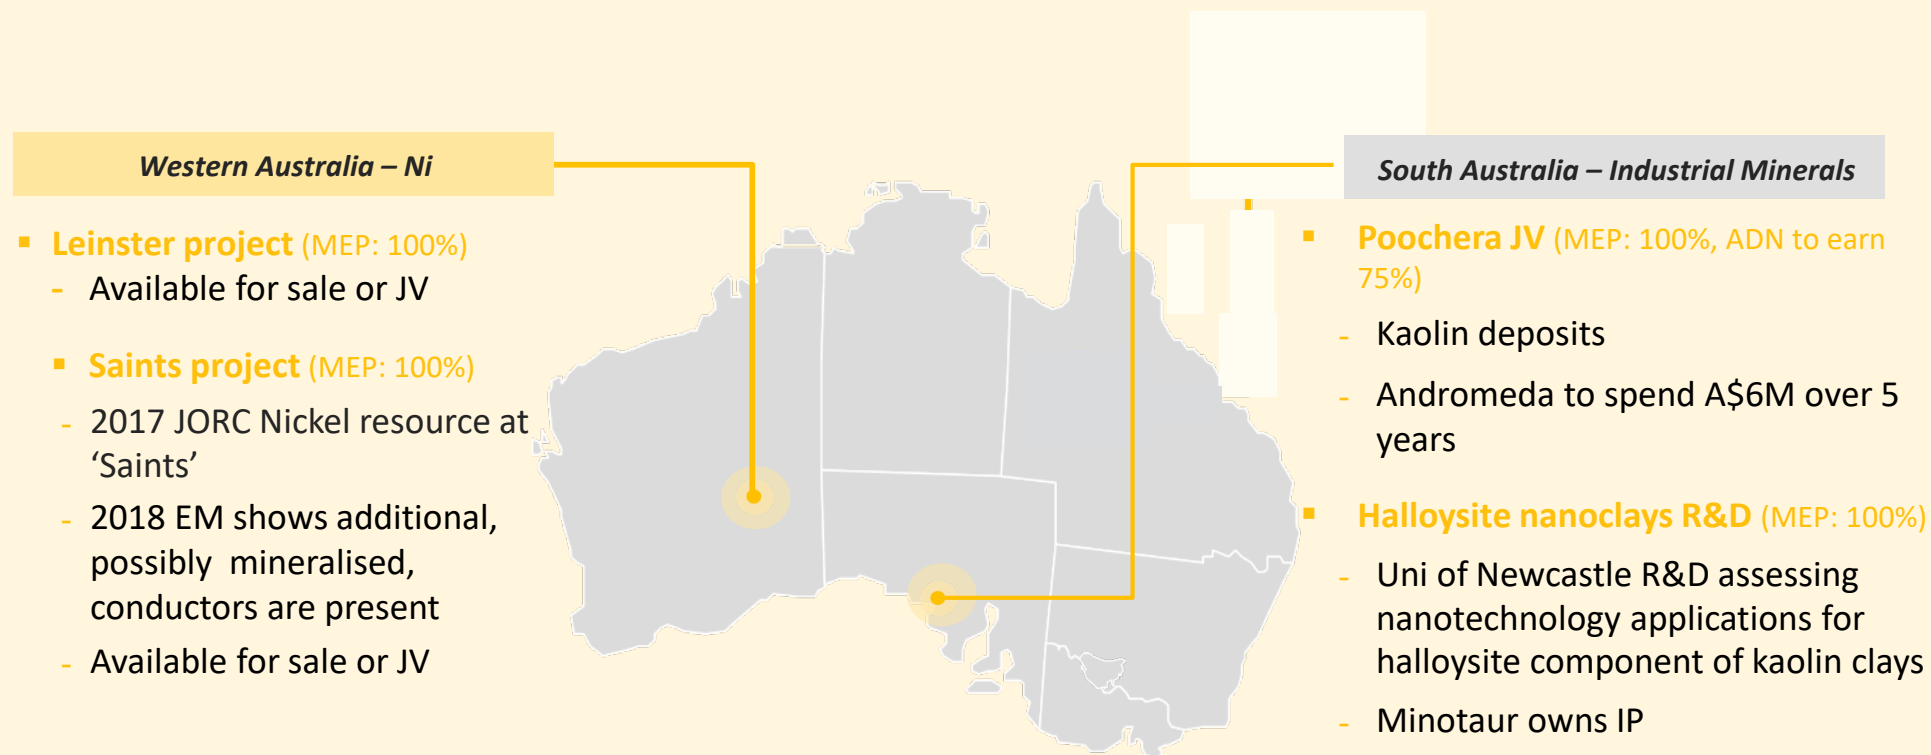 Western Australia – Ni
▪ Leinster project (MEP: 100%)
- Available for sale or JV
▪ Saints project (MEP: 100%)
- 2017 JORC Nickel resource at
‘Saints’
- 2018 EM shows additional,
possibly mineralised,
conductors are present
- Available for sale or JV
South Australia – Industrial Minerals
▪ Poochera JV (MEP: 100%, ADN to earn
75%)
- Kaolin deposits
- Andromeda to spend A$6M over 5
years
▪ Halloysite nanoclays R&D (MEP: 100%)
- Uni of Newcastle R&D assessing
nanotechnology applications for
halloysite component of kaolin clays
- Minotaur owns IP